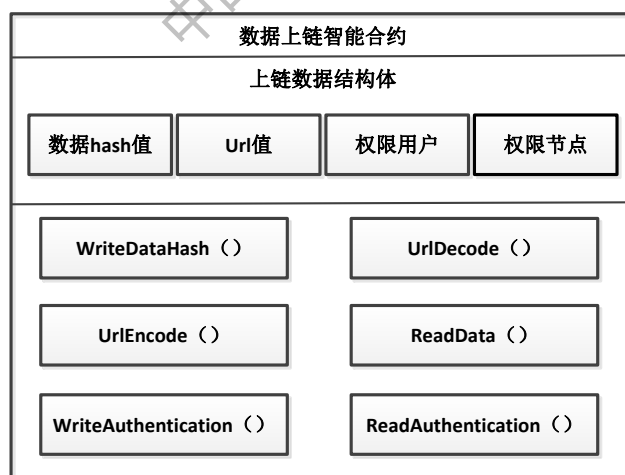 数据上链智能合约
上链数据结构体
数据hash值 Url值 权限用户 权限节点
WriteDataHash（） UrlDecode（）
UrlEncode（） ReadData（）
WriteAuthentication（） ReadAuthentication（）